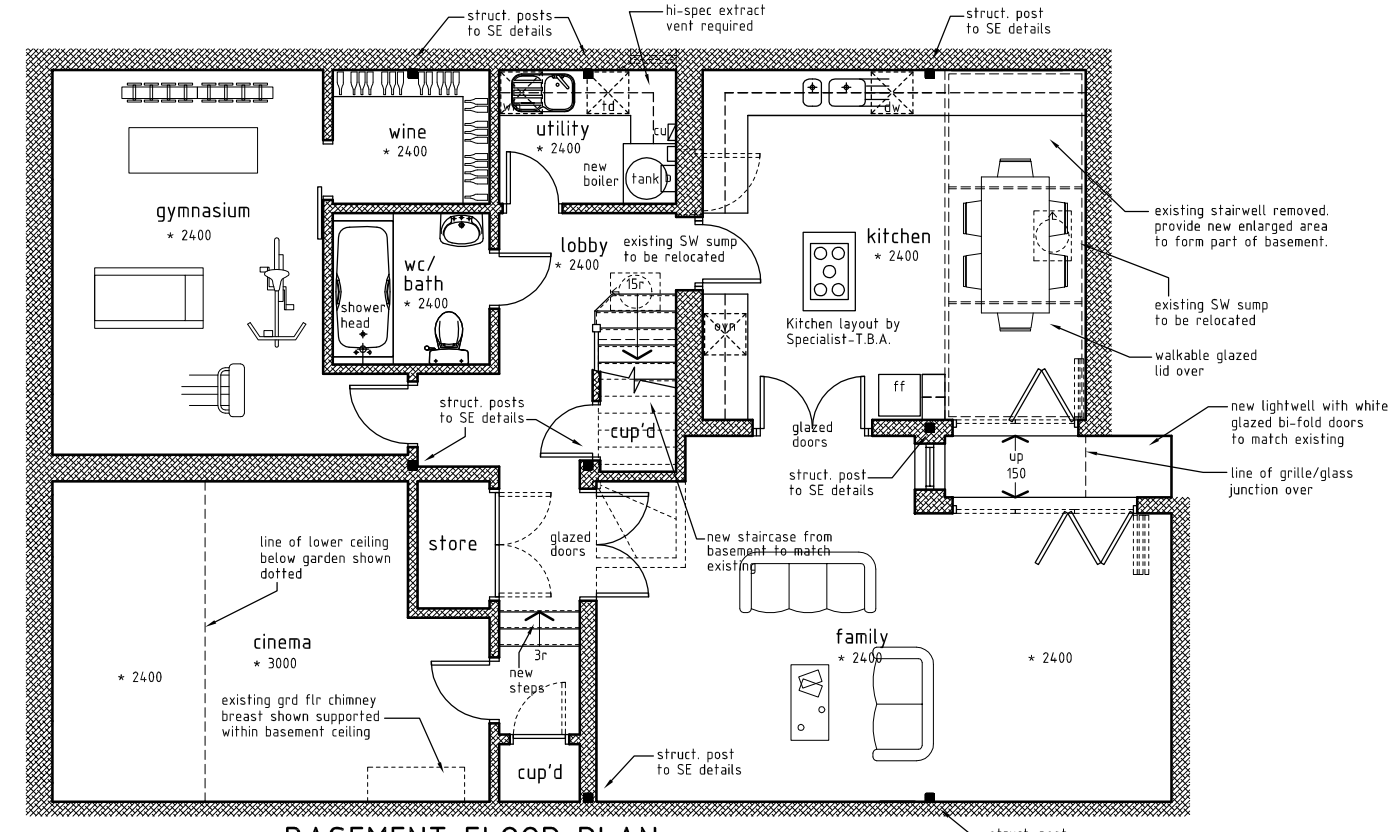 struct. posts
to SE details
hi-spec extract
vent required
struct. post
to SE details
wine
* 2400
utility
* 2400
td
dw
cu
new
boiler
tank
b
gymnasium
* 2400
existing stairwell removed.
provide new enlarged area
to form part of basement.
kitchen
* 2400
lobby
* 2400
existing SW sump
to be relocated
wc/
bath
* 2400
15r
shower
head
existing SW sump
to be relocated
Kitchen layout by
Specialist-T.B.A.
ovn
walkable glazed
lid over
ff
struct. posts
to SE details
cup'd
glazed
doors
new lightwell with white
glazed bi-fold doors
to match existing
up
150
struct. post
to SE details
line of grille/glass
junction over
line of lower ceiling
below garden shown
dotted
store
glazed
doors
new staircase from
basement to match
existing
cinema
* 3000
* 2400
3r
new
steps
family
* 2400
* 2400
existing grd flr chimney
breast shown supported
within basement ceiling
cup'd
struct. post
to SE details
BASEMENT FLOOR PLAN
struct. post